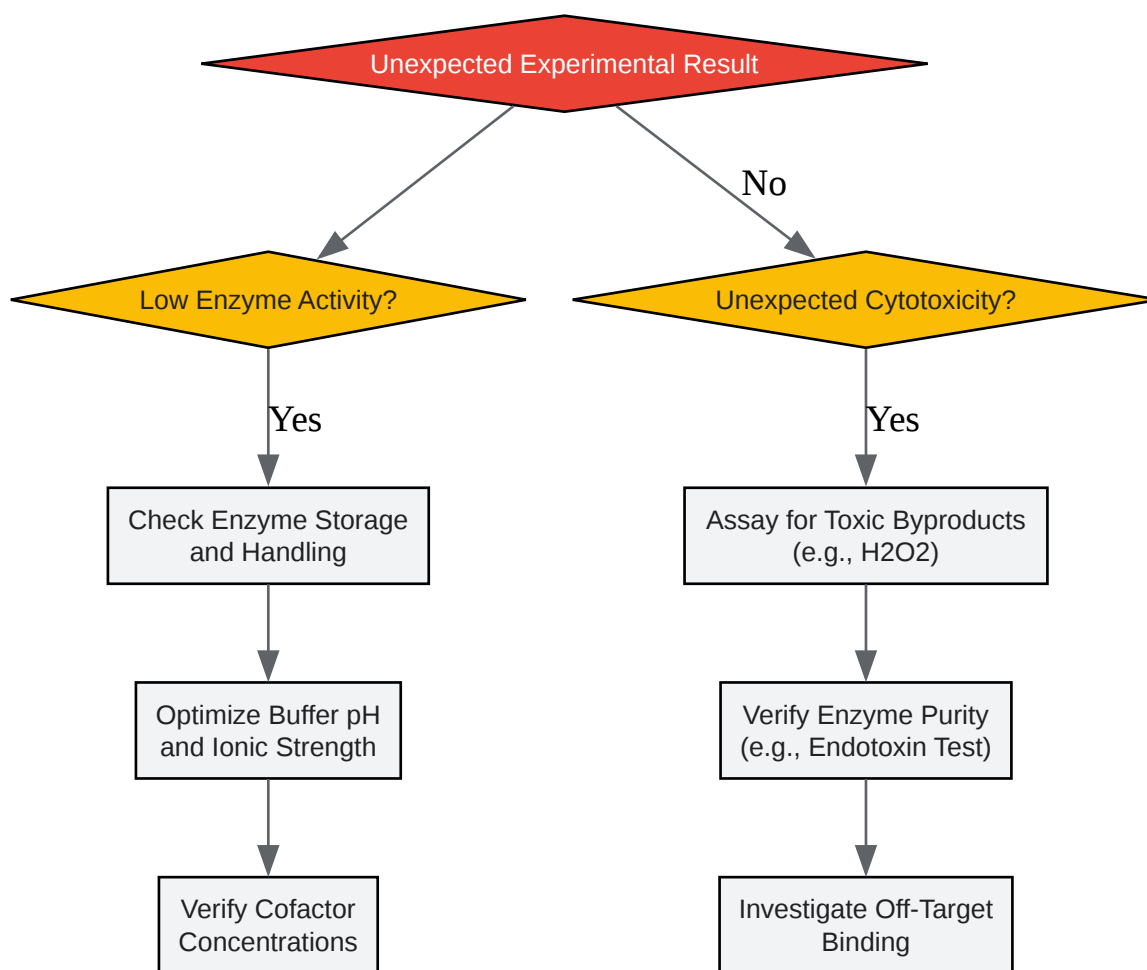 Unexpected Experimental Result
No
Low Enzyme Activity?
Unexpected Cytotoxicity?
Yes
Yes
Check Enzyme Storage
and Handling
Assay for Toxic Byproducts
(e.g., H2O2)
Optimize Buffer pH
and Ionic Strength
Verify Enzyme Purity
(e.g., Endotoxin Test)
Verify Cofactor
Concentrations
Investigate Off-Target
Binding